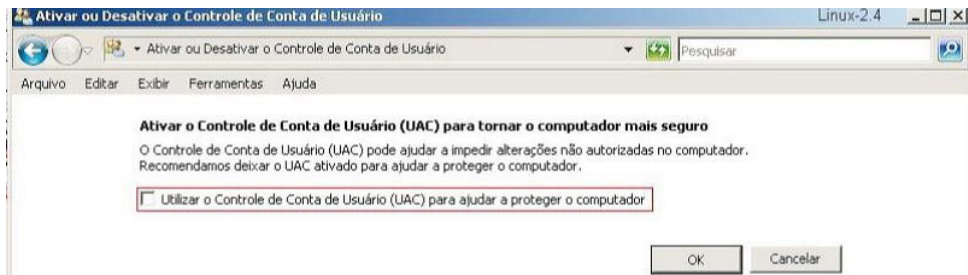 Ativar ou Desativar o Controle de Conta de Usuário Linux-2.4
Ativar ou Desativar o Controle de Conta de Usuário Pesquisar
Arquivo Editar Exibir Ferramentas Ajuda
Ativar o Controle de Conta de Usuário (UAC) para tornar o computador mais seguro
O Controle de Conta de Usuário (UAC) pode ajudar a impedir alterações não autorizadas no computador.
Recomendamos deixar o UAC ativado para ajudar a proteger o computador.
Utilizar o Controle de Conta de Usuário (UAC) para ajudar a proteger o computador
OK Cancelar